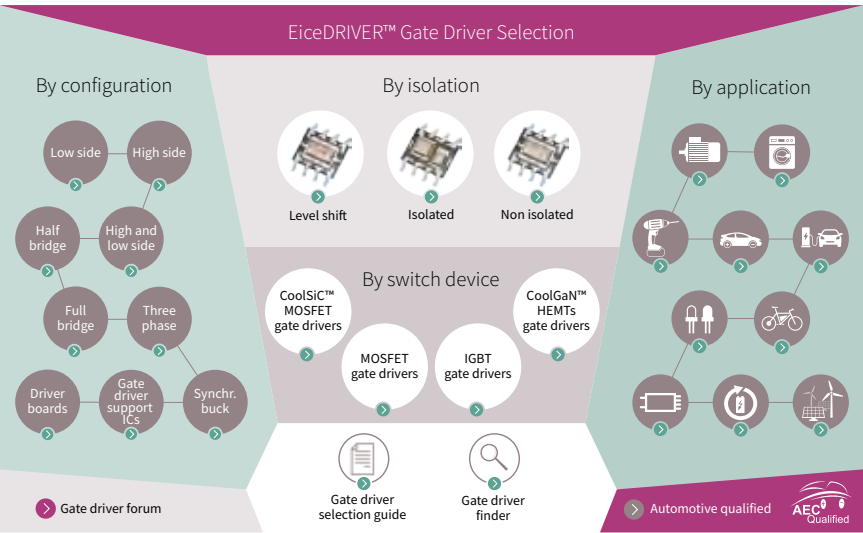 EiceDRIVER™ Gate Driver Selection
By configuration
Low side
High side
Half
bridge
High and
low side
Full
bridge
Three
phase
Driver
boards
Gate
driver
support
ICs
Synchr.
buck
By isolation
Level shift
Isolated
Non isolated
By switch device
CoolSiC™
MOSFET
gate drivers
MOSFET
gate drivers
IGBT
gate drivers
CoolGaN™
HEMTs
gate drivers
By application
Gate driver forum
Gate driver
selection guide
Gate driver
finder
Automotive qualified
AEC
Qualified